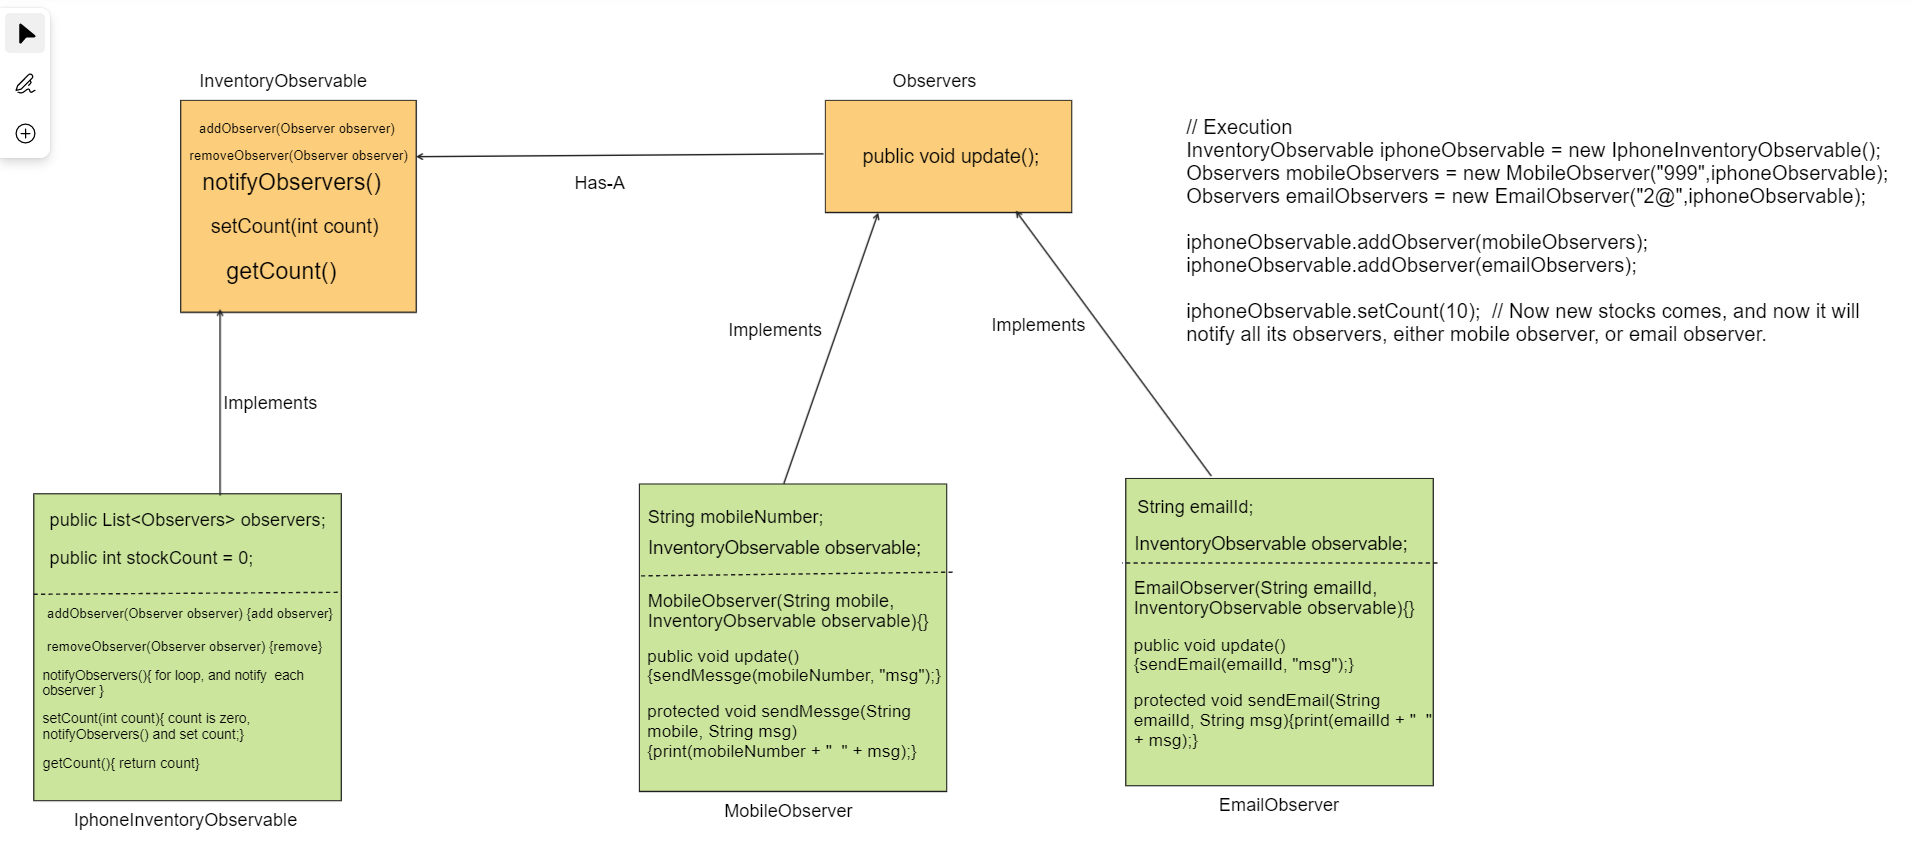 InventoryObservable
addObserver(Observer observer)
removeObserver(Observer observer)
notifyObservers()
setCount(int count)
getCount()
Has-A
Observers
public void update();
// Execution
InventoryObservable iphoneObservable = new IphoneInventoryObservable();
Observers mobileObservers = new MobileObserver("999",iphoneObservable);
Observers emailObservers = new EmailObserver("2@",iphoneObservable);
iphoneObservable.addObserver(mobileObservers);
iphoneObservable.addObserver(emailObservers);
iphoneObservable.setCount(10);  // Now new stocks comes, and now it will
notify all its observers, either mobile observer, or email observer.
Implements
Implements
Implements
public List<Observers> observers;
public int stockCount = 0;
addObserver(Observer observer) {add observer}
removeObserver(Observer observer) {remove}
notifyObservers(){ for loop, and notify  each
observer }
setCount(int count){ count is zero,
notifyObservers() and set count;}
getCount(){ return count}
IphoneInventoryObservable
String mobileNumber;
InventoryObservable observable;
MobileObserver(String mobile,
InventoryObservable observable){}
public void update()
{sendMessge(mobileNumber, "msg");}
protected void sendMessge(String
mobile, String msg)
{print(mobileNumber + "  " + msg);}
MobileObserver
String emailId;
InventoryObservable observable;
EmailObserver(String emailId,
InventoryObservable observable){}
public void update()
{sendEmail(emailId, "msg");}
protected void sendEmail(String
emailId, String msg){print(emailId + "  "
+ msg);}
EmailObserver